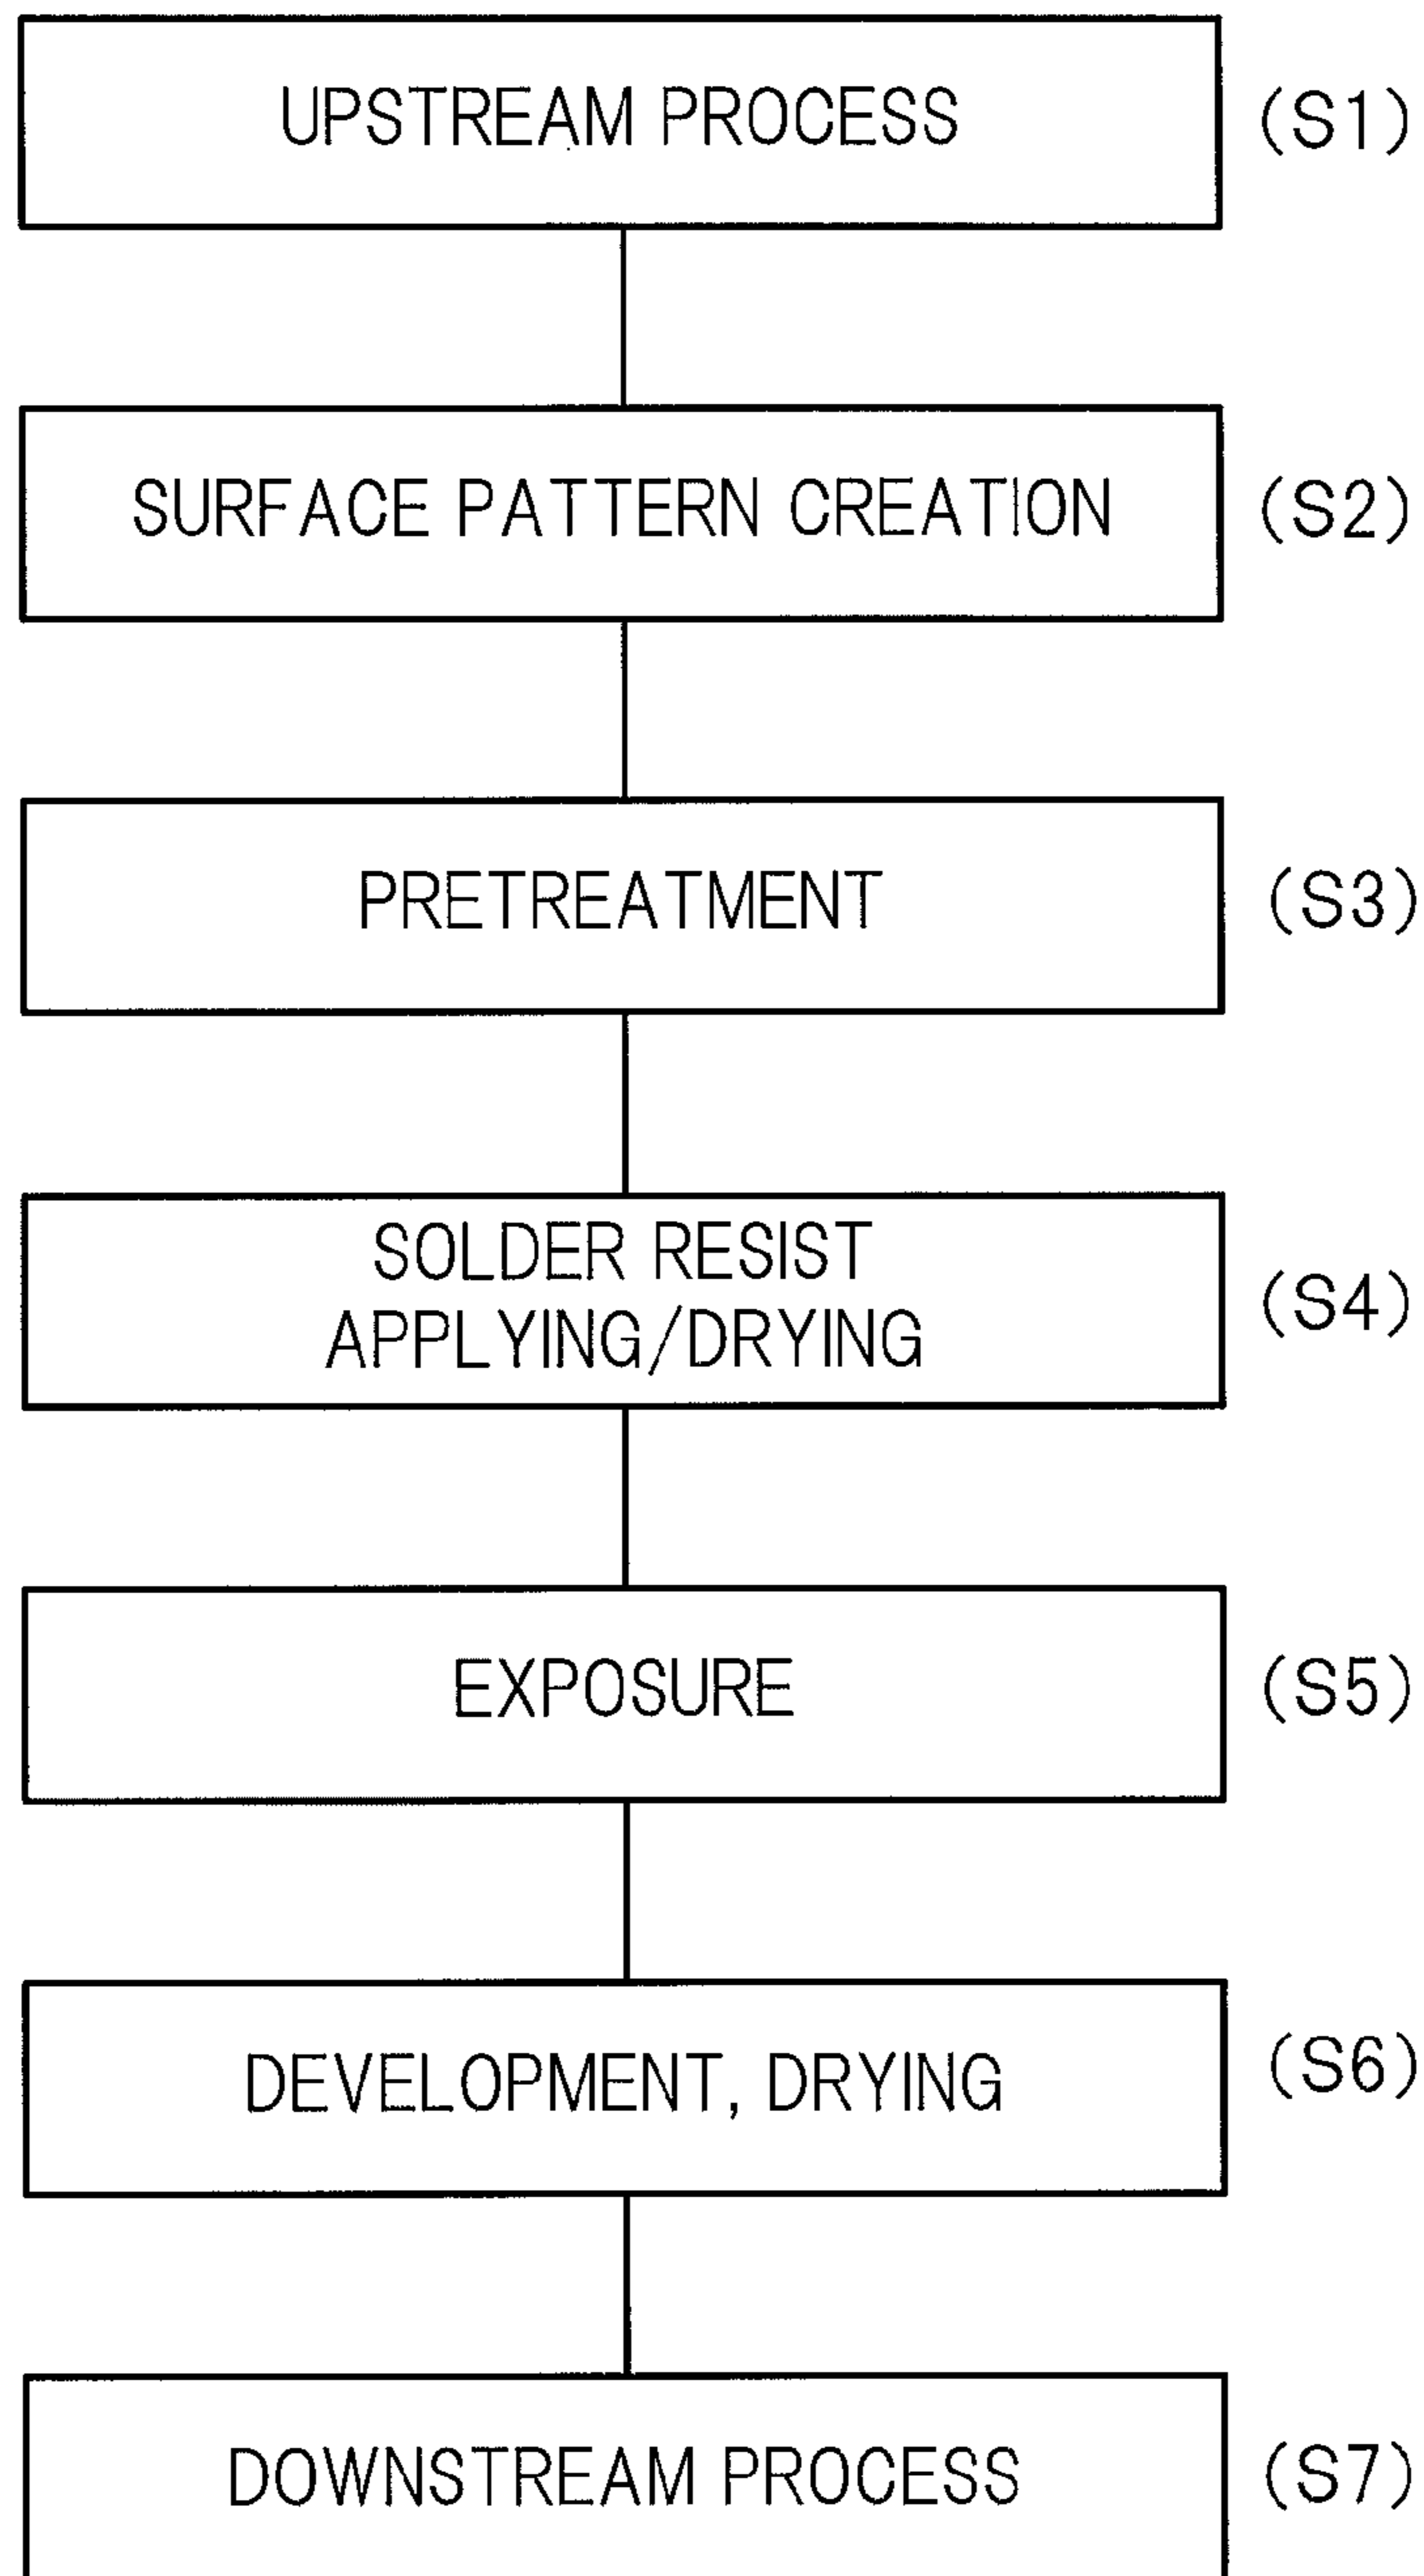 UPSTREAM PROCESS (S1)
SURFACE PATTERN CREATION (S2)
PRETREATMENT (S3)
SOLDER RESIST
APPLYING/DRYING (S4)
EXPOSURE (S5)
DEVELOPMENT, DRYING (S6)
DOWNSTREAM PROCESS (S7)